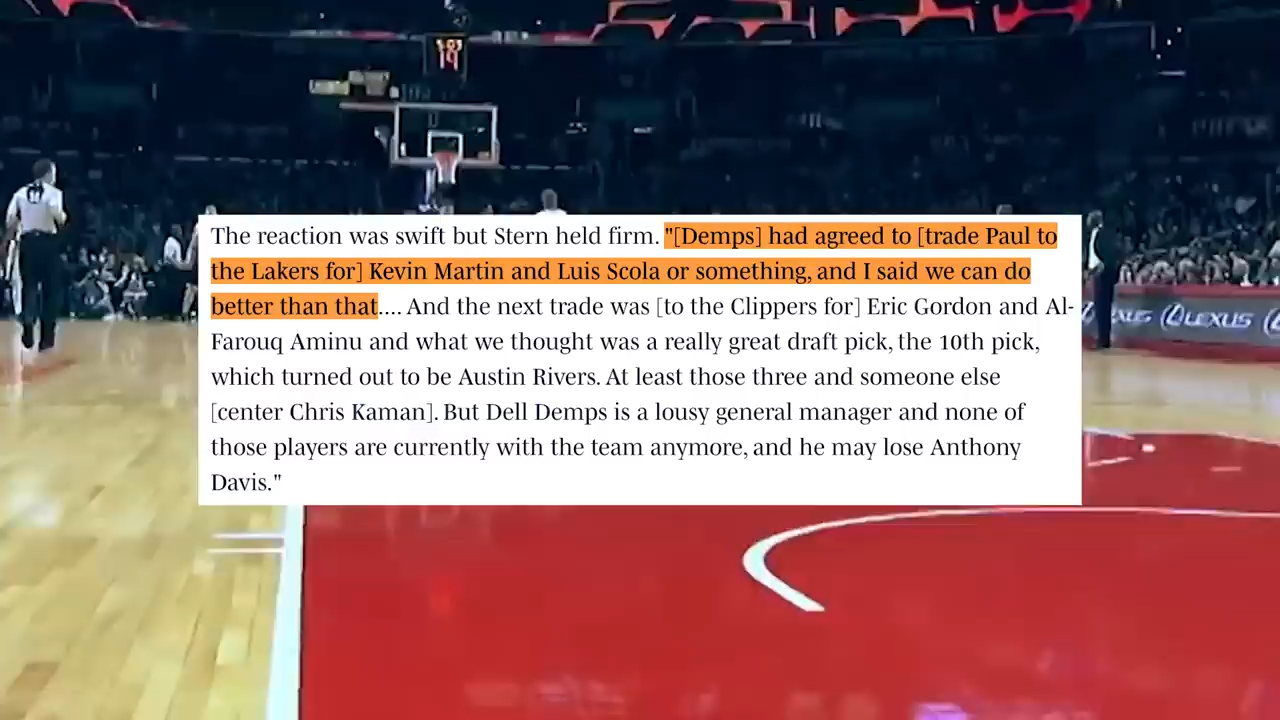 The reaction was swift but Stern held firm. "[Demps] had agreed to [trade Paul to
the Lakers for] Kevin Martin and Luis Scola or something, and I said we can do
better than that.... And the next trade was [to the Clippers for] Eric Gordon and Al-
Farouq Aminu and what we thought was a really great draft pick, the 10th pick,
which turned out to be Austin Rivers. At least those three and someone else
[center Chris Kaman]. But Dell Demps is a lousy general manager and none of
those players are currently with the team anymore, and he may lose Anthony
Davis."
LEXUS